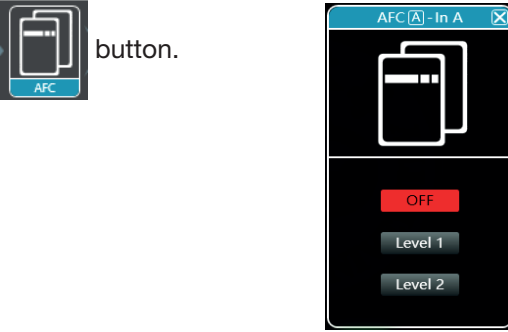 AFC
button.
AFC A - In A
OFF
Level 1
Level 2